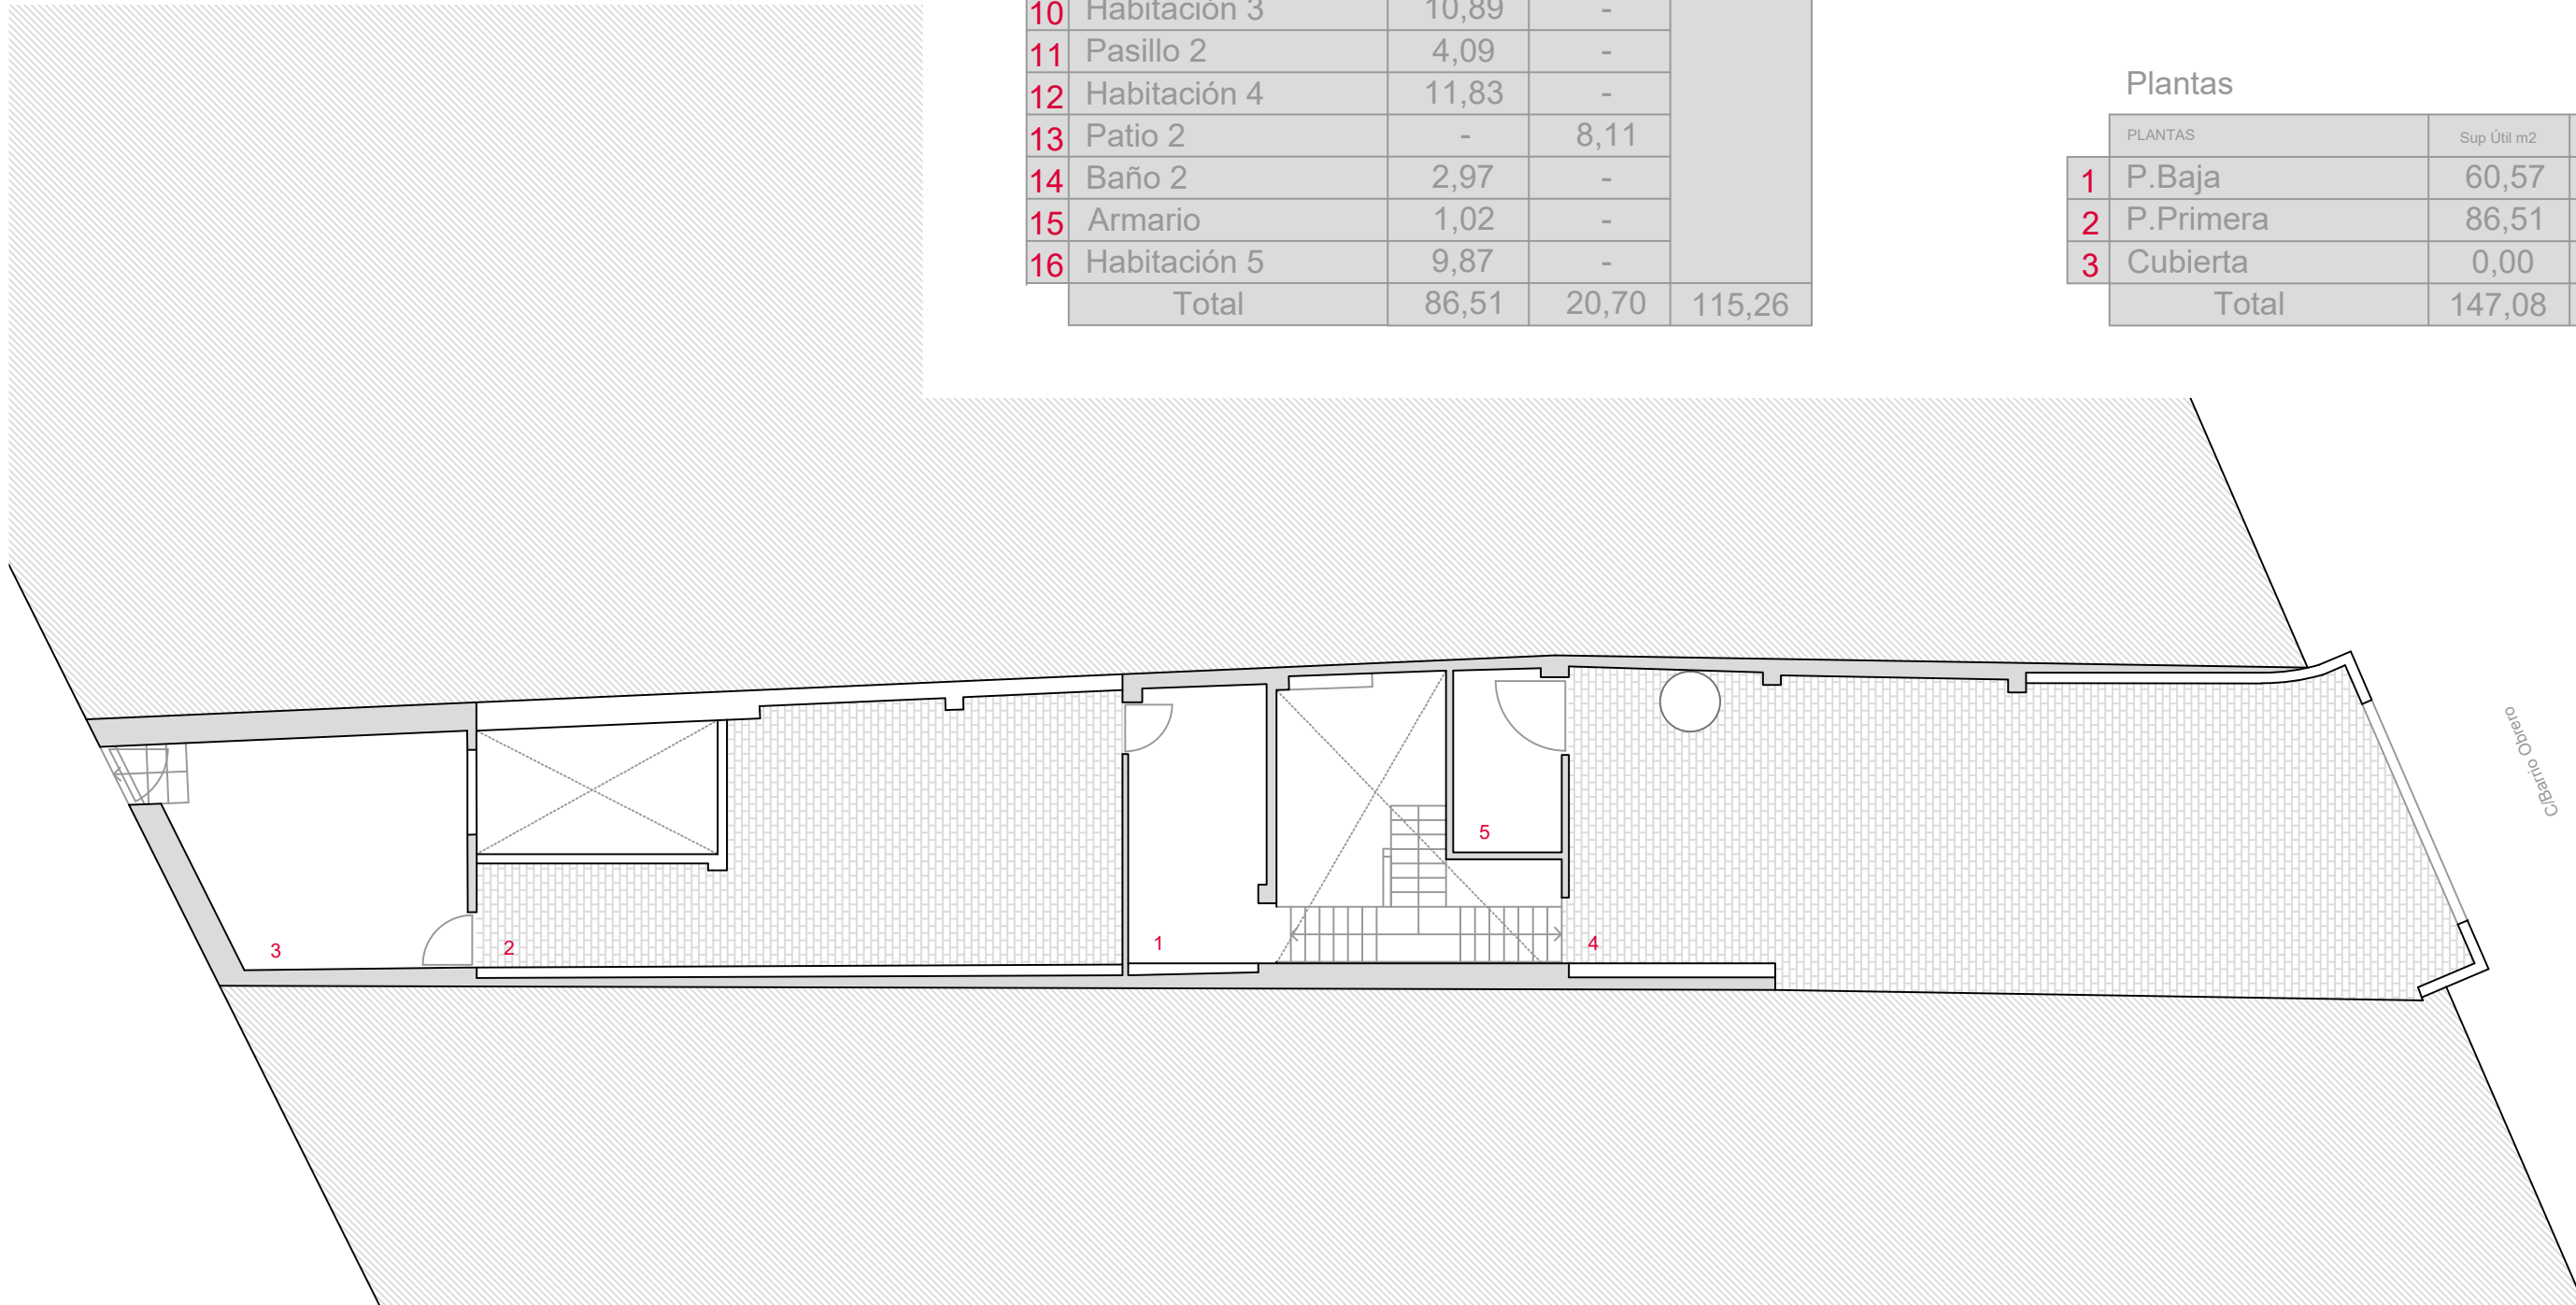 10 Habitación 3 10,89 -
11 Pasillo 2 4,09 -
12 Habitación 4 11,83 -
13 Patio 2 - 8,11
14 Baño 2 2,97 -
15 Armario 1,02 -
16 Habitación 5 9,87 -
Total 86,51 20,70 115,26
Plantas
PLANTAS Sup Útil m2
1 P.Baja 60,57
2 P.Primera 86,51
3 Cubierta 0,00
Total 147,08
C/Barrio Obrero
5
3
2
1
4